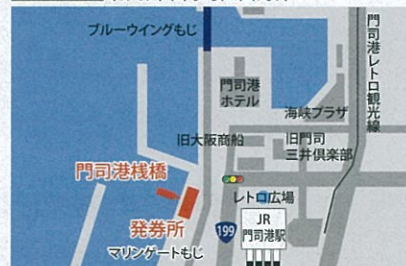 ブルーウイングもじ
門司港レトロ観光線
門司港
ホテル
海峡プラザ
旧大阪商船
旧門司
三井倶楽部
門司港桟橋
レトロ広場
発券所
199
JR
門司港駅
マリンゲートもじ